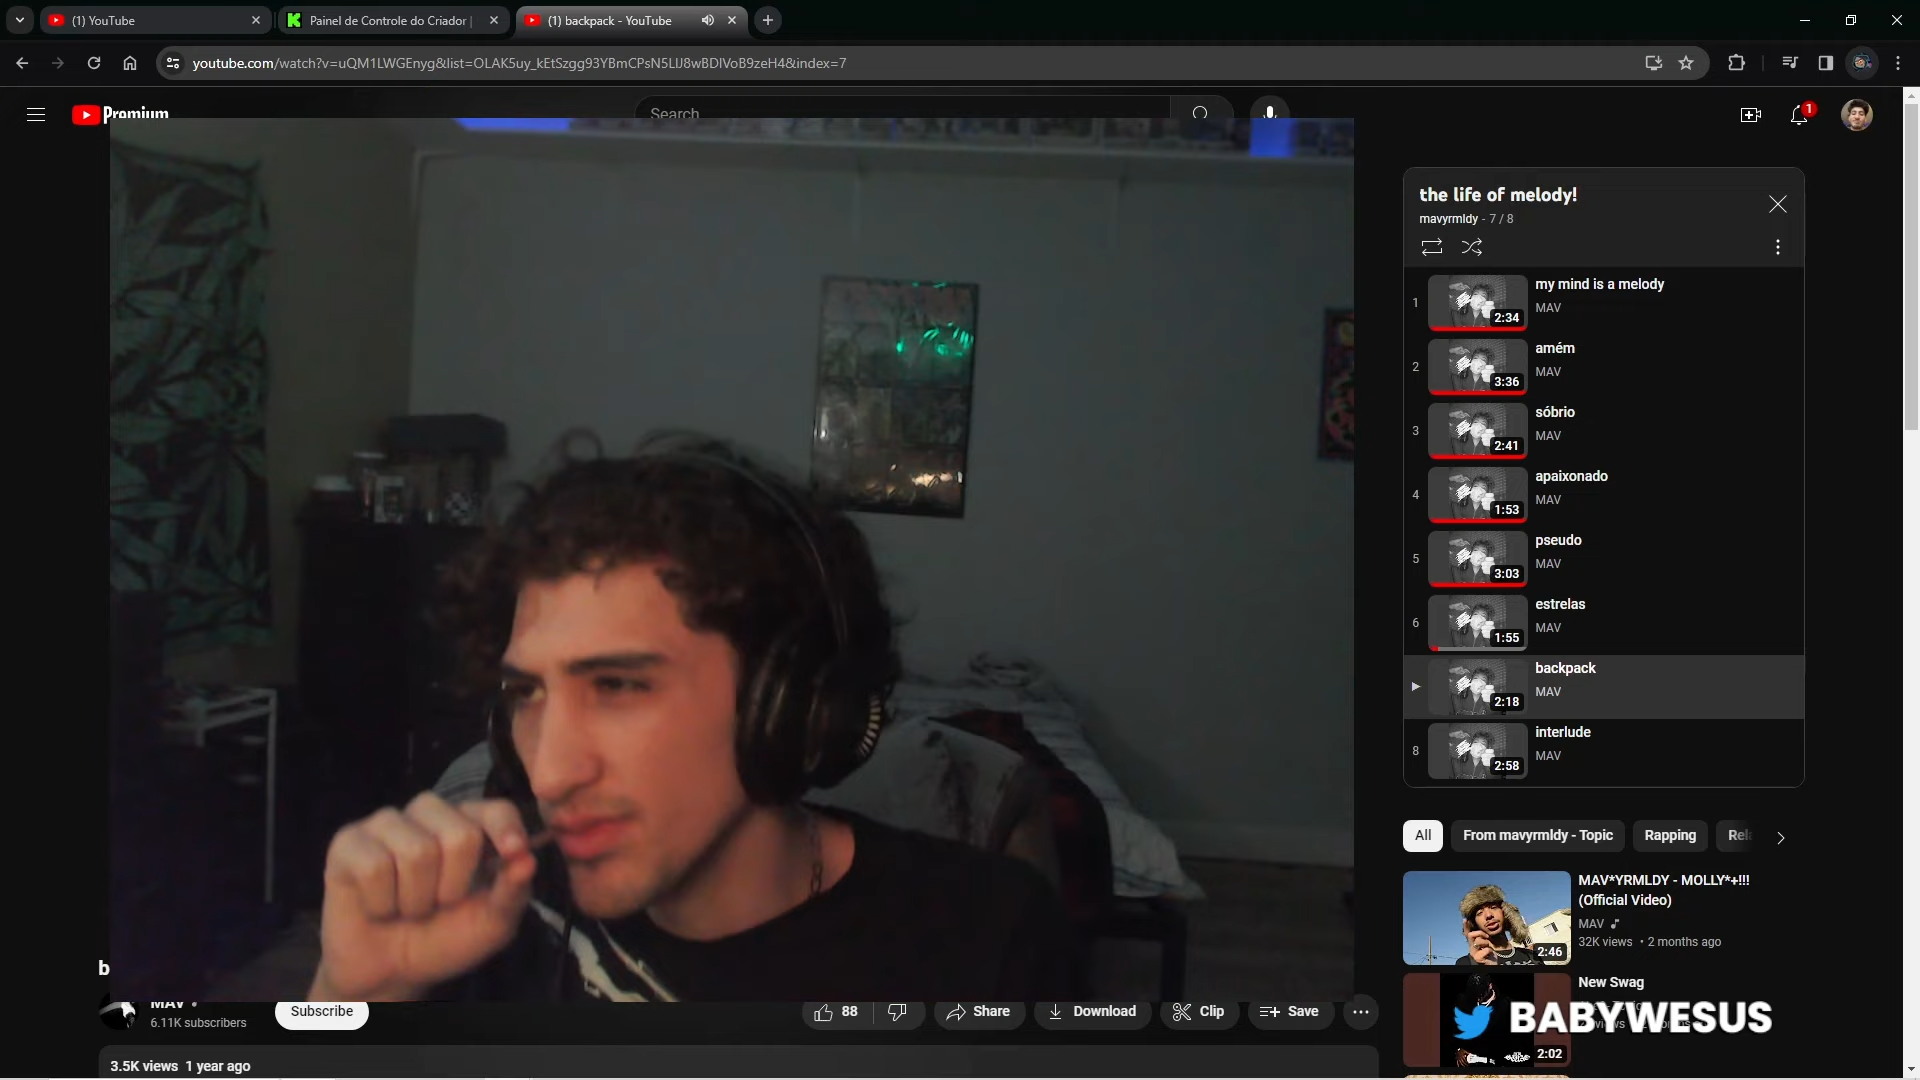 (1) YouTube
Painel de Controle do Criador |
(1) backpack - YouTube
youtube.com/watch?v=uQM1LWGEnyg&list=OLAK5uy_kEtSzgg93YBmCPsN5LIJ8wBDIVoB9zeH4&index=7
Premium
Search
1
the life of melody!
mavyrmldy - 7 / 8
1
my mind is a melody
MAV
2:34
2
amém
MAV
3:36
3
sóbrio
MAV
2:41
4
apaixonado
MAV
1:53
5
pseudo
MAV
3:03
6
estrelas
MAV
1:55
backpack
MAV
2:18
8
interlude
MAV
2:58
All
From mavyrmldy - Topic
Rapping
MAV*YRMLDY - MOLLY*+!!!
(Official Video)
MAV
32K views • 2 months ago
2:46
New Swag
BABYWESUS
2:02
b
MAV
6.11K subscribers
Subscribe
88
Share
Download
Clip
Save
3.5K views 1 year ago